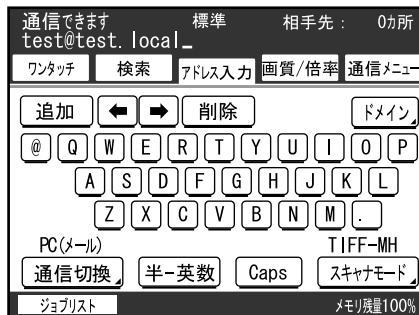 通信できます 標準 相手先： 0ヵ所
test@test.local_
ワンタッチ 検索 アドレス入力 画質/倍率 通信メニュー
追加 ← → 削除 ドメイン
@ Q W E R T Y U I O P
A S D F G H J K L
Z X C V B N M .
PC(メール) TIFF-MH
通信切換 半-英数 Caps スキャナモード
ジョブリスト メモリ残量100%